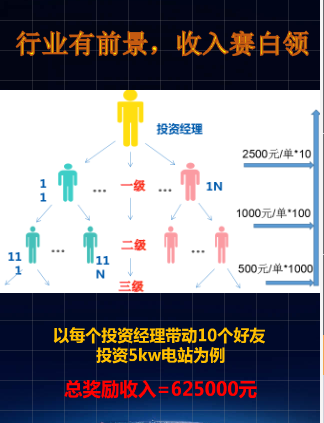 行业有前景，收入赛白领
投资经理
2500元/单*10
1
1
...
一级
...
1N
1000元/单*100
11
1
...
11
N
二级
...
500元/单*1000
三级
以每个投资经理带动10个好友
投资5kw电站为例
总奖励收入=625000元